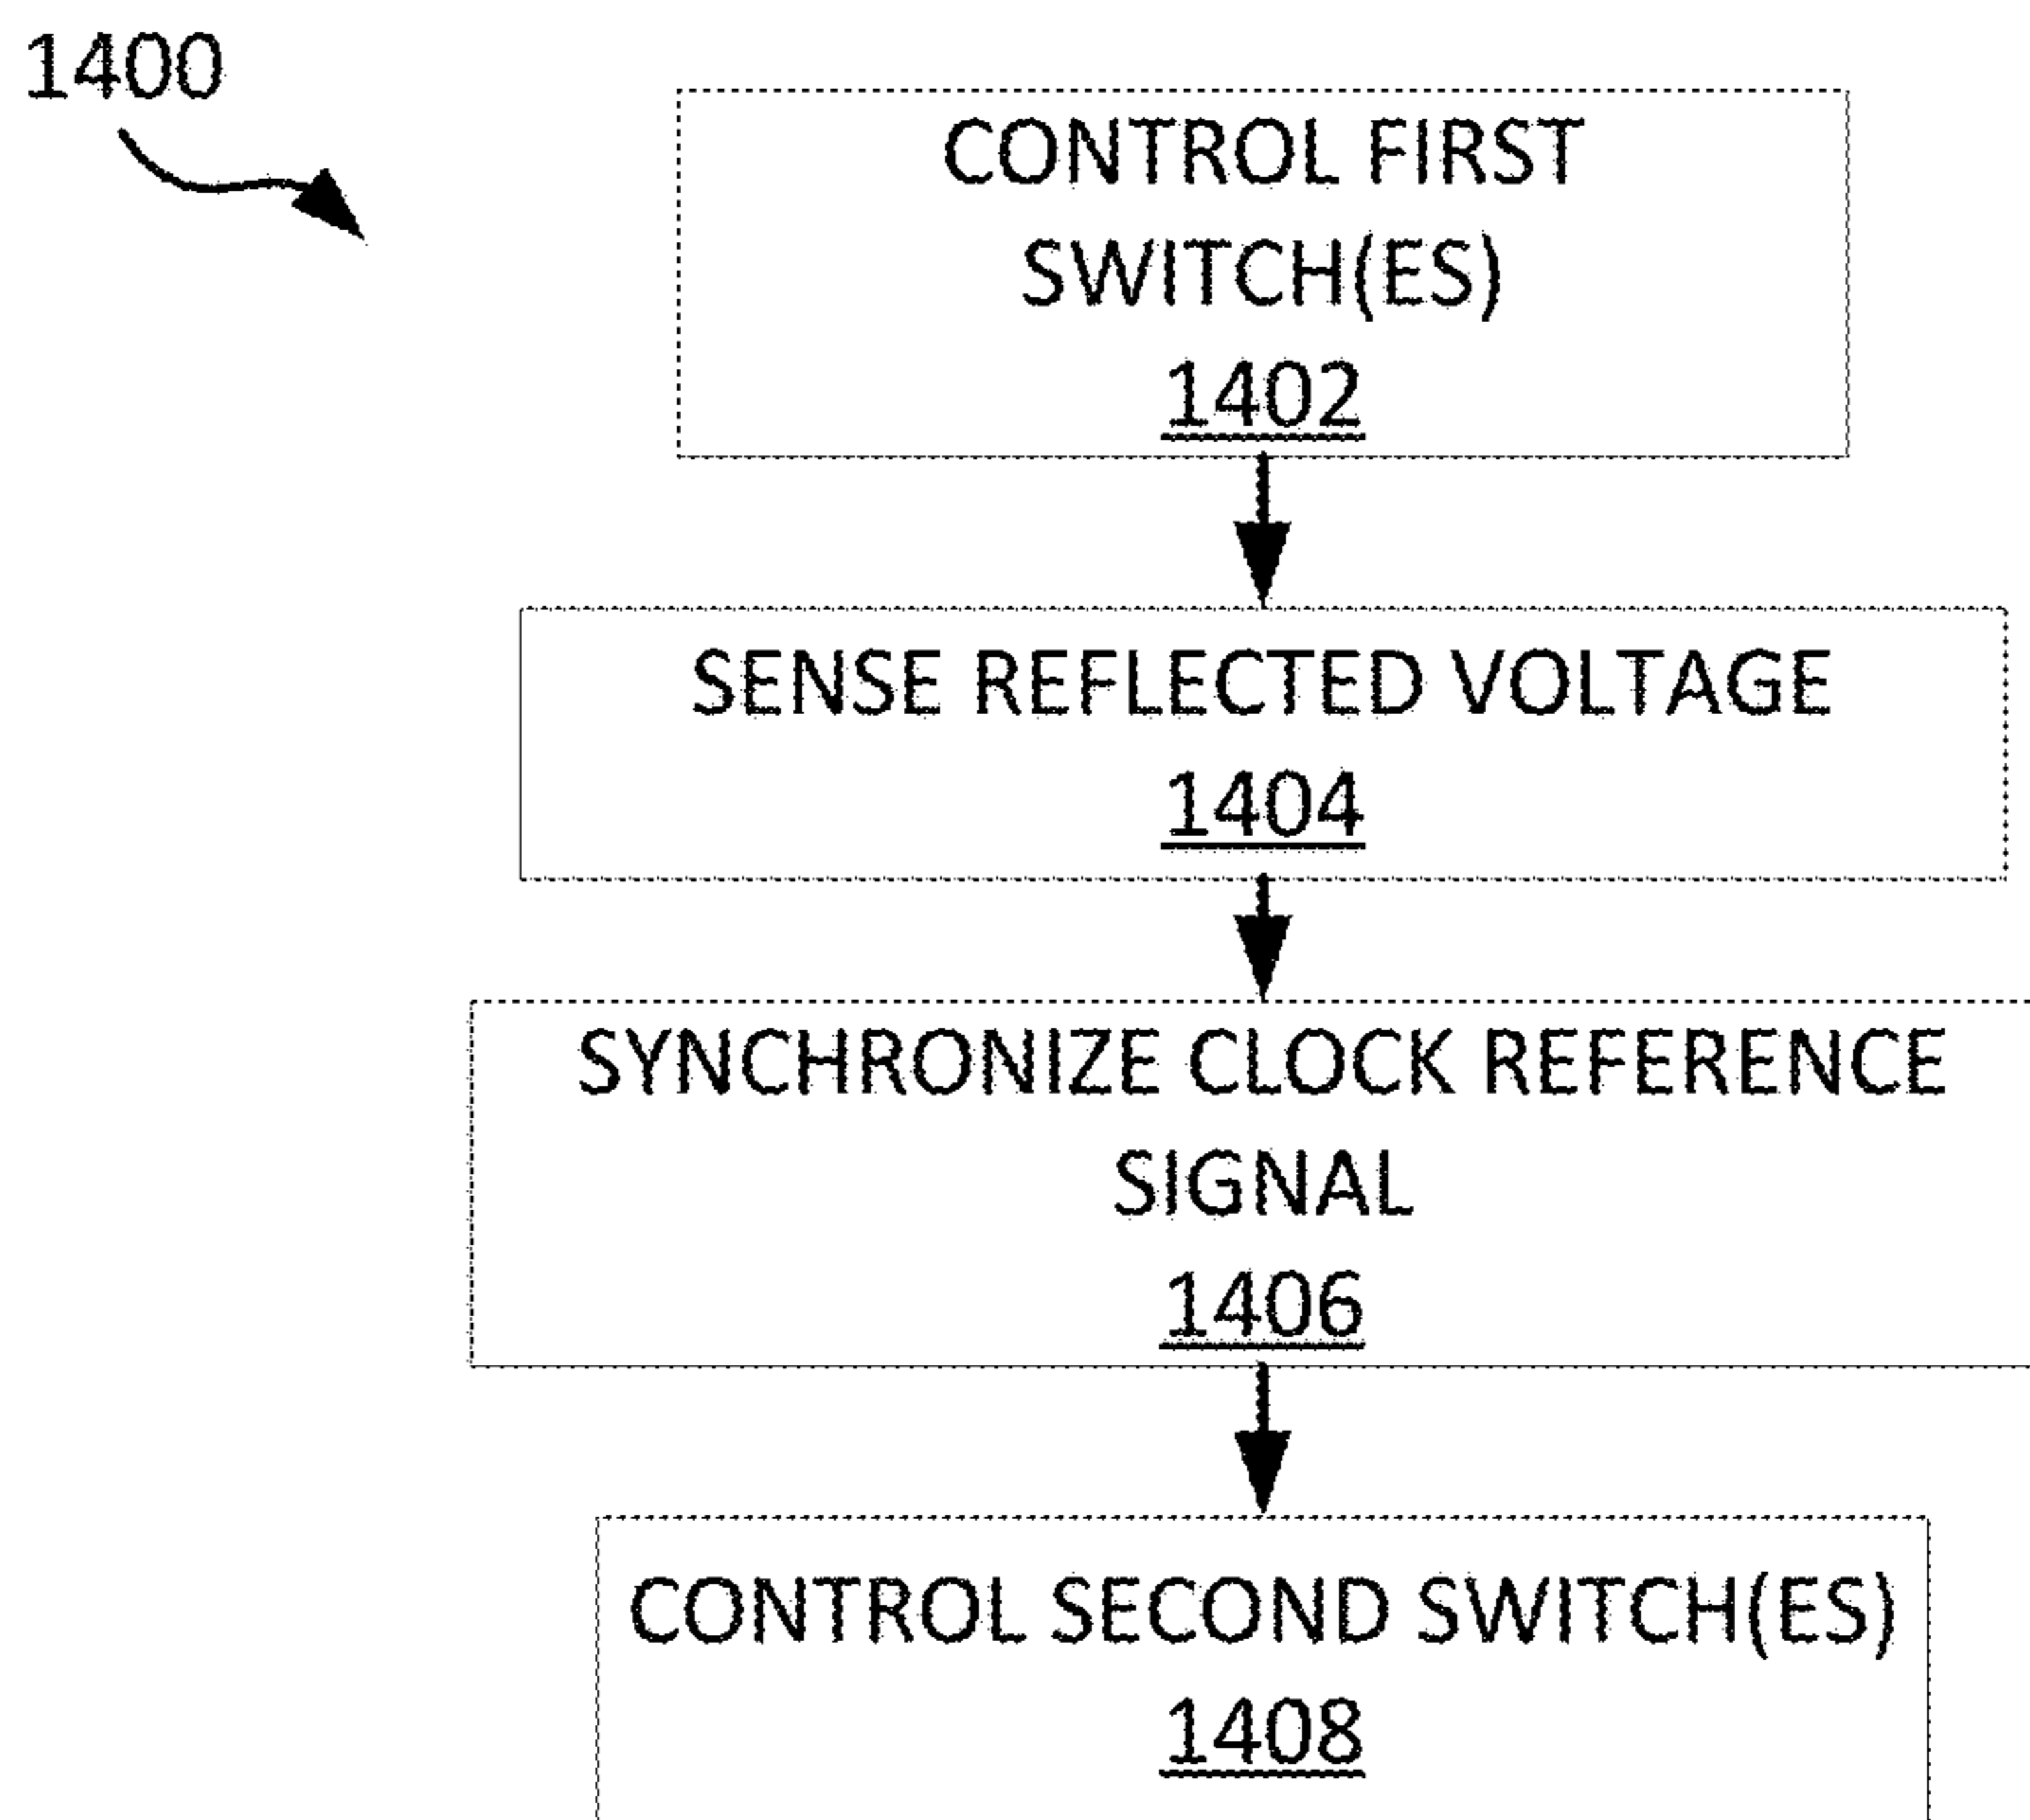 1400
CONTROL FIRST
SWITCH(ES)
1402
SENSE REFLECTED VOLTAGE
1404
SYNCHRONIZE CLOCK REFERENCE
SIGNAL
1406
CONTROL SECOND SWITCH(ES)
1408